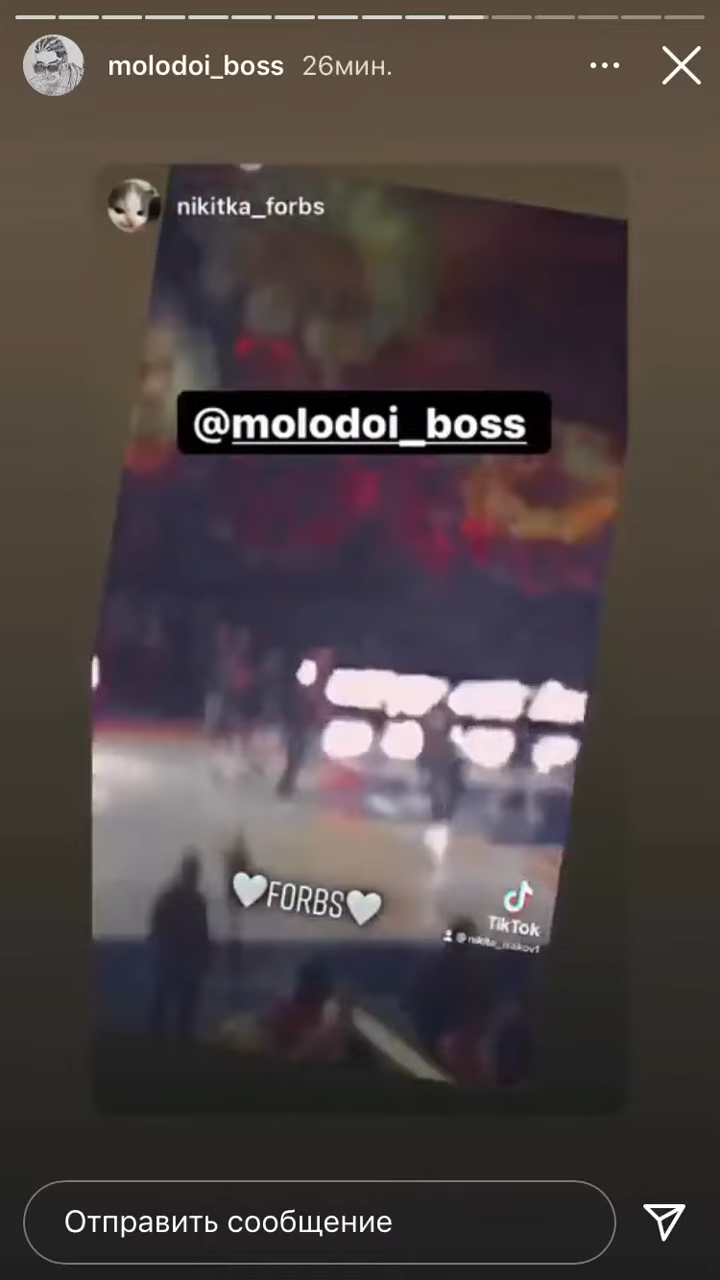 molodoi_boss 26мин.
nikitka_forbs
@molodoi_boss
🤍FORBS🤍
TikTok
Отправить сообщение